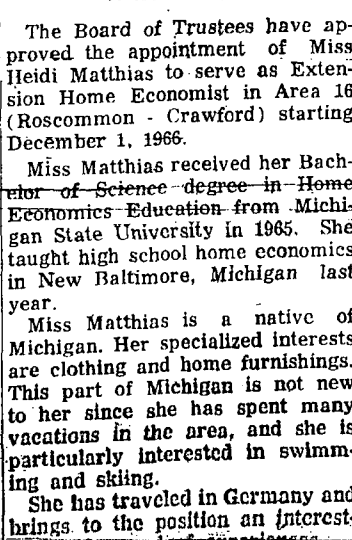 The Board of Trustees have ap-
proved the appointment of Miss
Heidi Matthias to serve as Exten-
sion Home Economist in Area 16
(Roscommon - Crawford) starting
December 1, 1966.
Miss Matthias received her Bach-
elor of Science degree in Home
Economics Education from Michi-
gan State University in 1965. She
taught high school home economics
in New Baltimore, Michigan last
year.
Miss Matthias is a native of
Michigan. Her specialized interests
are clothing and home furnishings.
This part of Michigan is not new
to her since she has spent many
vacations in the area, and she is
particularly interested in swimm-
ing and skiing.
She has traveled in Germany and
brings to the position an interest-